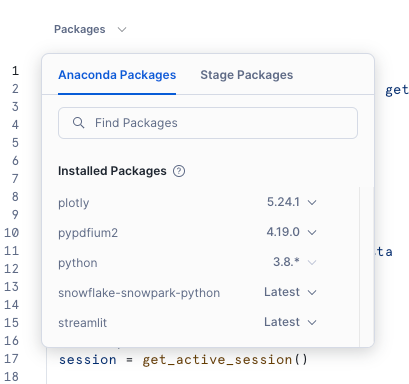 Packages
Anaconda Packages Stage Packages
Find Packages
Installed Packages
plotly 5.24.1
pypdfium2 4.19.0
python 3.8.*
snowflake-snowpark-python Latest
streamlit Latest
1
2 get
3
4
5
6
7
8
9
10
11 ta
12
13
14
15
16
17 session = get_active_session()
18